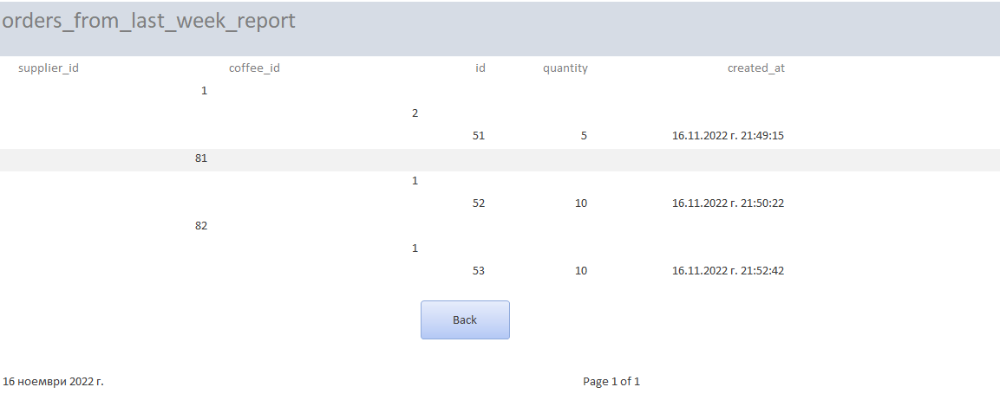 orders_from_last_week_report
supplier_id coffee_id id quantity created_at
1
2
51 5 16.11.2022 г. 21:49:15
81
1
52 10 16.11.2022 г. 21:50:22
82
1
53 10 16.11.2022 г. 21:52:42
Back
16 ноември 2022 г. Page 1 of 1